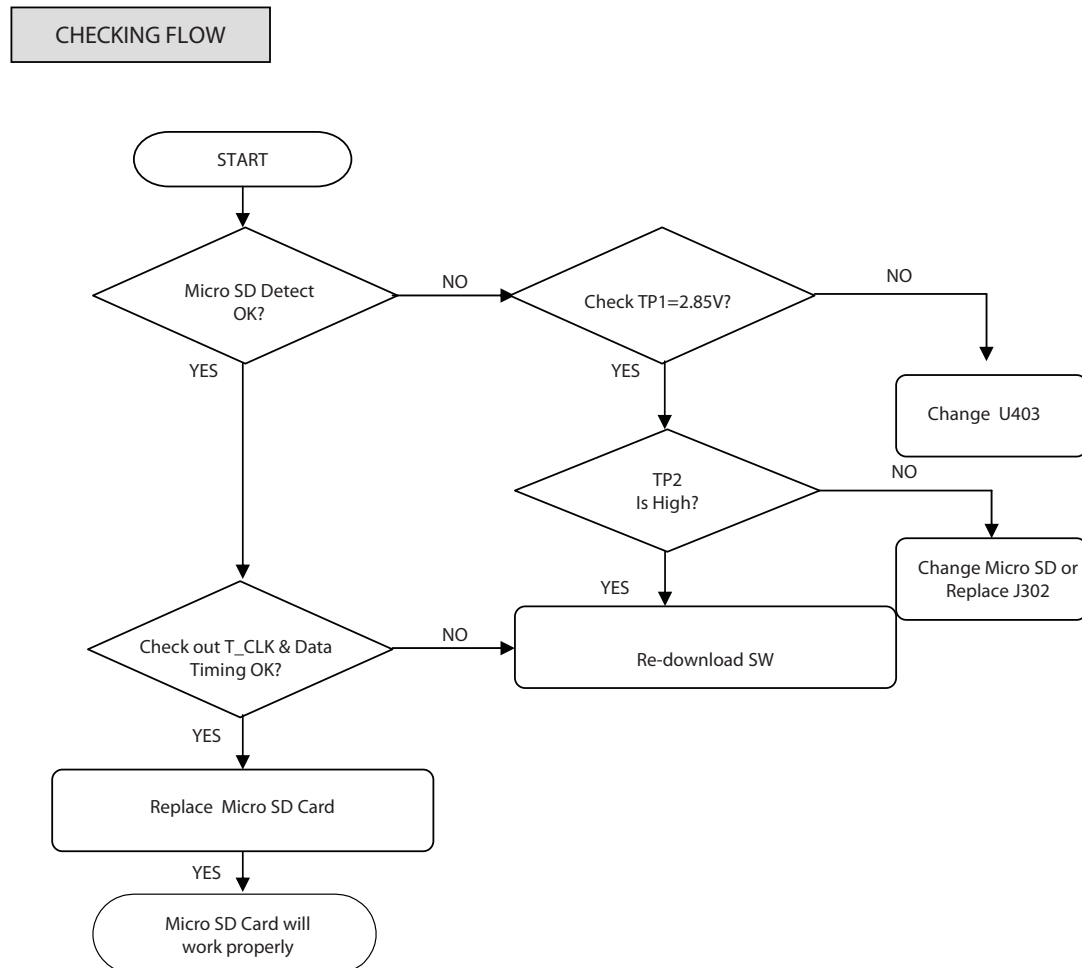 CHECKING FLOW
START
Micro SD Detect
OK?
NO
Check TP1=2.85V?
NO
YES
YES
Change U403
TP2
Is High?
NO
Change Micro SD or
Replace J302
YES
Check out T_CLK & Data
Timing OK?
NO
Re-download SW
YES
Replace Micro SD Card
YES
Micro SD Card will
work properly